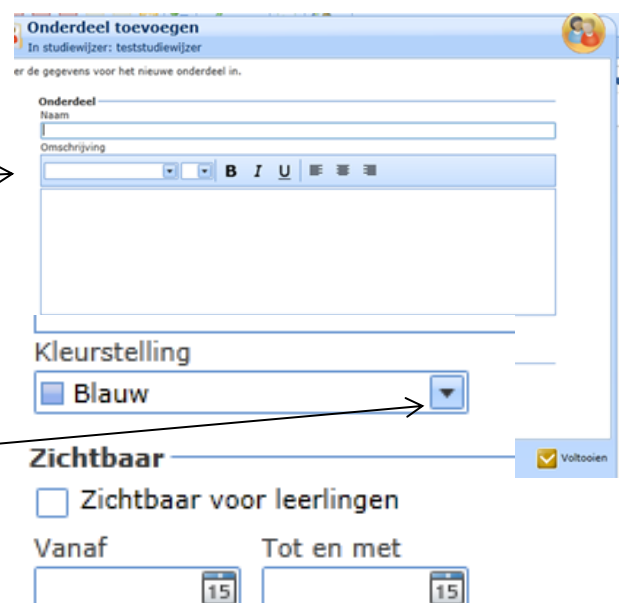 Onderdeel toevoegen
In studiewijzer: teststudiewijzer
er de gegevens voor het nieuwe onderdeel in.
Onderdeel
Naam
Omschrijving
B I U
Kleurstelling
Blauw
Voltooien
Zichtbaar
Zichtbaar voor leerlingen
Vanaf Tot en met
15 15